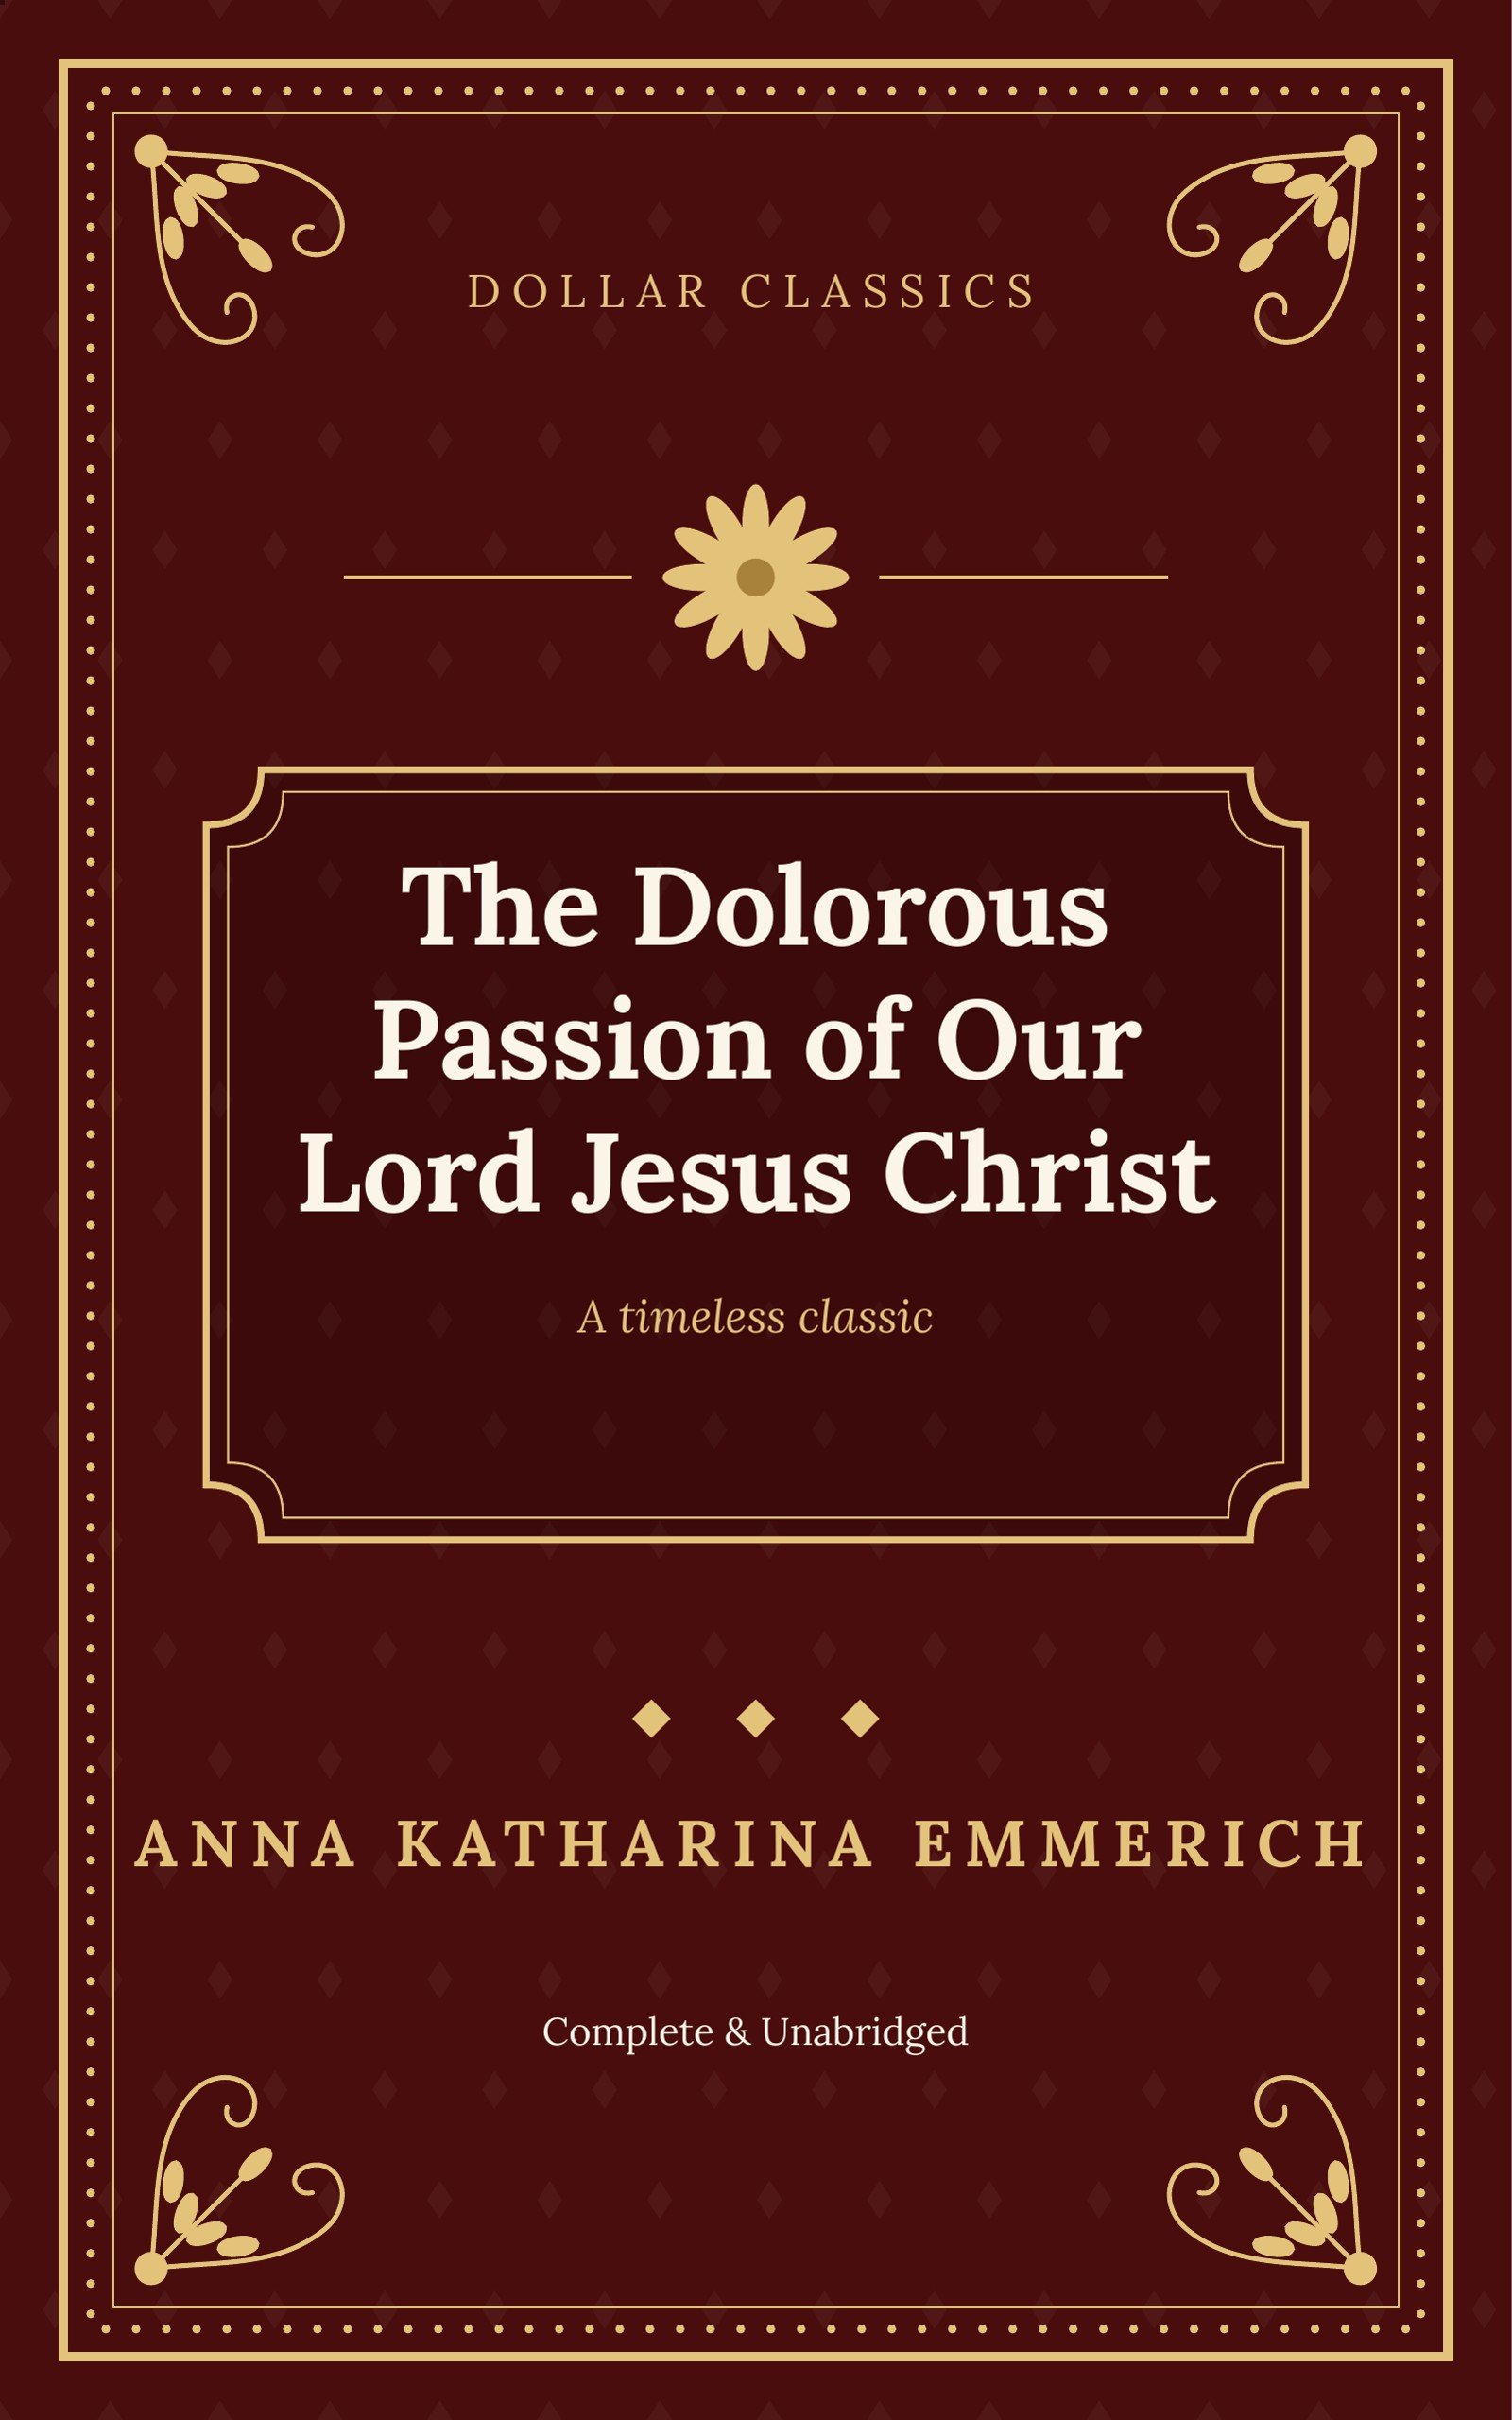 DOLLAR CLASSICS
The Dolorous
Passion of Our
Lord Jesus Christ
A timeless classic
ANNA KATHARINA EMMERICH
Complete & Unabridged